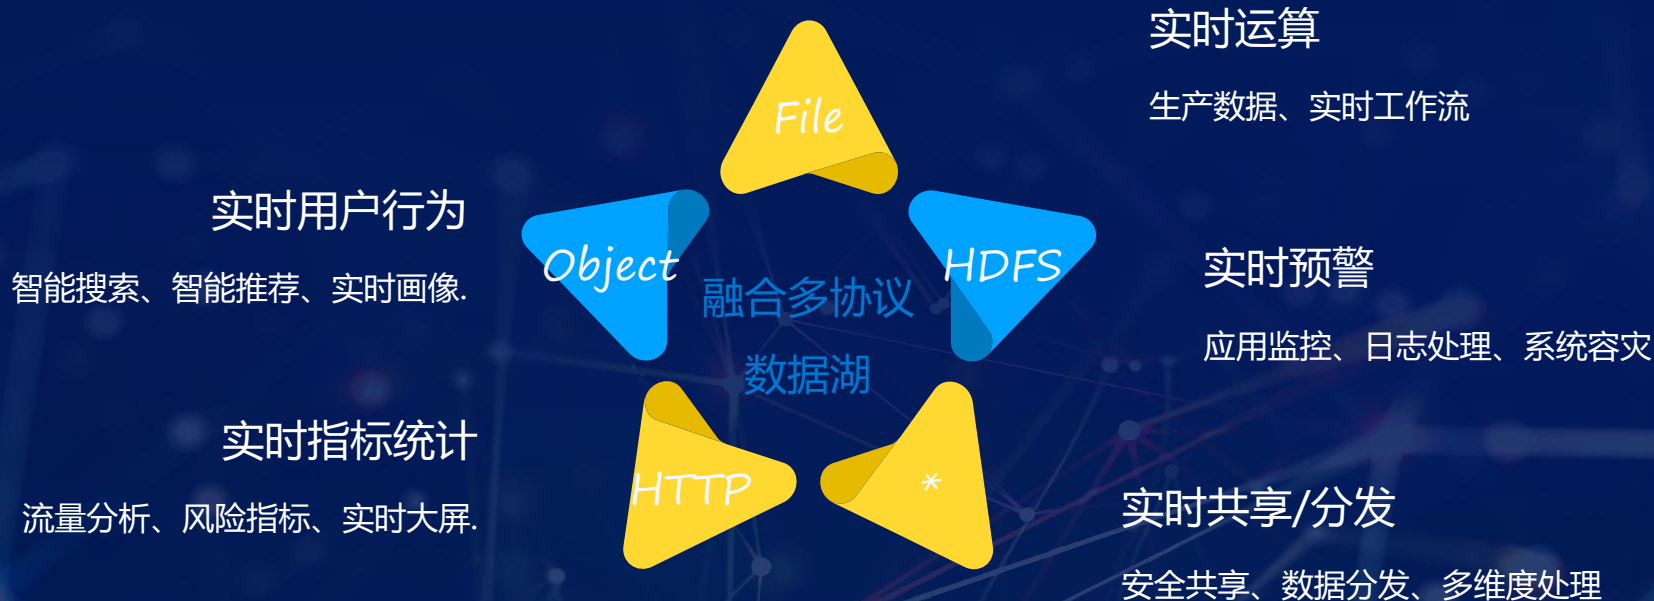 实时运算
生产数据、实时工作流
File
实时用户行为
智能搜索、智能推荐、实时画像.
Object
HDFS
实时预警
应用监控、日志处理、系统容灾
融合多协议
数据湖
实时指标统计
流量分析、风险指标、实时大屏.
HTTP
*
实时共享/分发
安全共享、数据分发、多维度处理